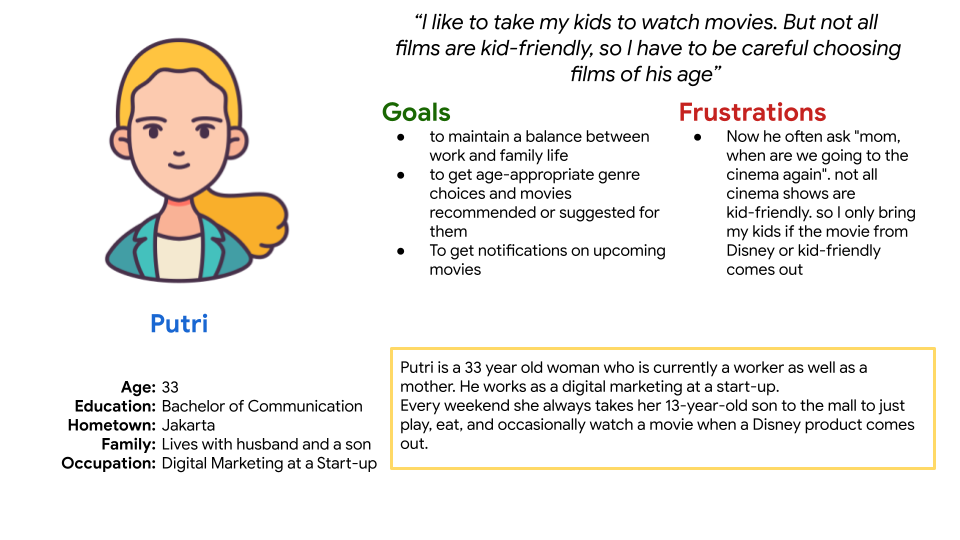 “I like to take my kids to watch movies. But not all
films are kid-friendly, so I have to be careful choosing
films of his age”
Goals
● to maintain a balance between
work and family life
● to get age-appropriate genre
choices and movies
recommended or suggested for
them
● To get notifications on upcoming
movies
Frustrations
● Now he often ask "mom,
when are we going to the
cinema again". not all
cinema shows are
kid-friendly. so I only bring
my kids if the movie from
Disney or kid-friendly
comes out
Putri
Age: 33
Education: Bachelor of Communication
Hometown: Jakarta
Family: Lives with husband and a son
Occupation: Digital Marketing at a Start-up
Putri is a 33 year old woman who is currently a worker as well as a
mother. He works as a digital marketing at a start-up.
Every weekend she always takes her 13-year-old son to the mall to just
play, eat, and occasionally watch a movie when a Disney product comes
out.